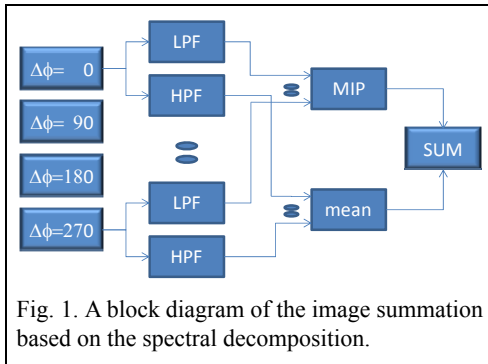 LPF
Δϕ=   0
HPF
MIP
Δϕ=  90
SUM
Δϕ=180
LPF
mean
Δϕ=270
HPF
Fig. 1. A block diagram of the image summation
based on the spectral decomposition.